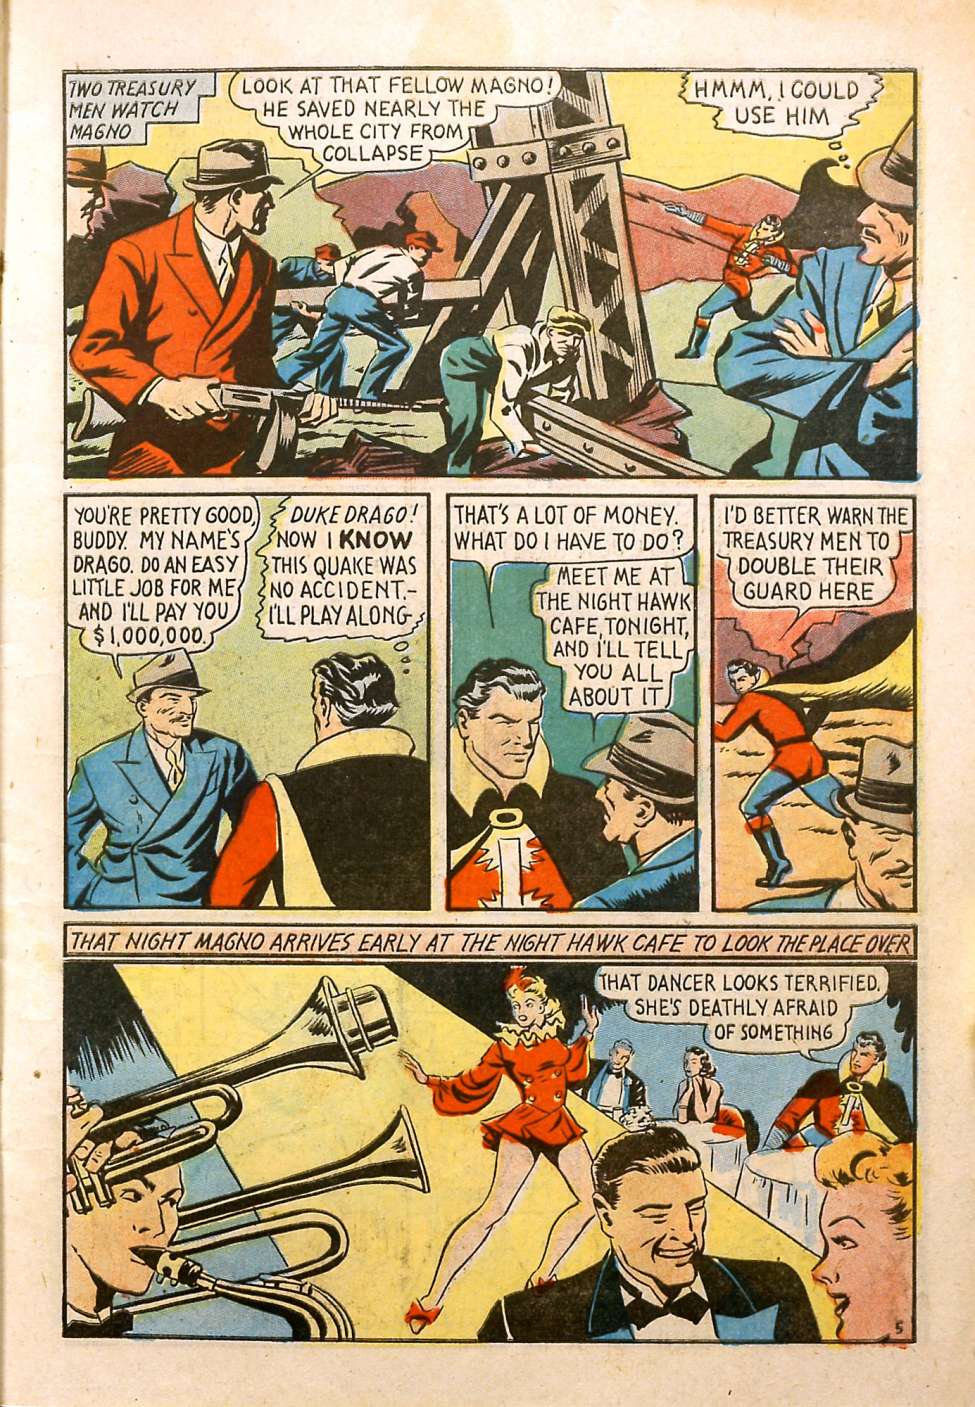 TWO TREASURY
MEN WATCH
MAGNO
LOOK AT THAT FELLOW MAGNO!
HE SAVED NEARLY THE
WHOLE CITY FROM
COLLAPSE
HMMM, I COULD
USE HIM
YOU'RE PRETTY GOOD,
BUDDY. MY NAME'S
DRAGO. DO AN EASY
LITTLE JOB FOR ME
AND I'LL PAY YOU
$1,000,000.
DUKE DRAGO!
NOW I KNOW
THIS QUAKE WAS
NO ACCIDENT.-
I'LL PLAY ALONG-
THAT'S A LOT OF MONEY.
WHAT DO I HAVE TO DO?
MEET ME AT
THE NIGHT HAWK
CAFE, TONIGHT,
AND I'LL TELL
YOU ALL
ABOUT IT
I'D BETTER WARN THE
TREASURY MEN TO
DOUBLE THEIR
GUARD HERE
THAT NIGHT MAGNO ARRIVES EARLY AT THE NIGHT HAWK CAFE TO LOOK THE PLACE OVER
THAT DANCER LOOKS TERRIFIED.
SHE'S DEATHLY AFRAID
OF SOMETHING
5